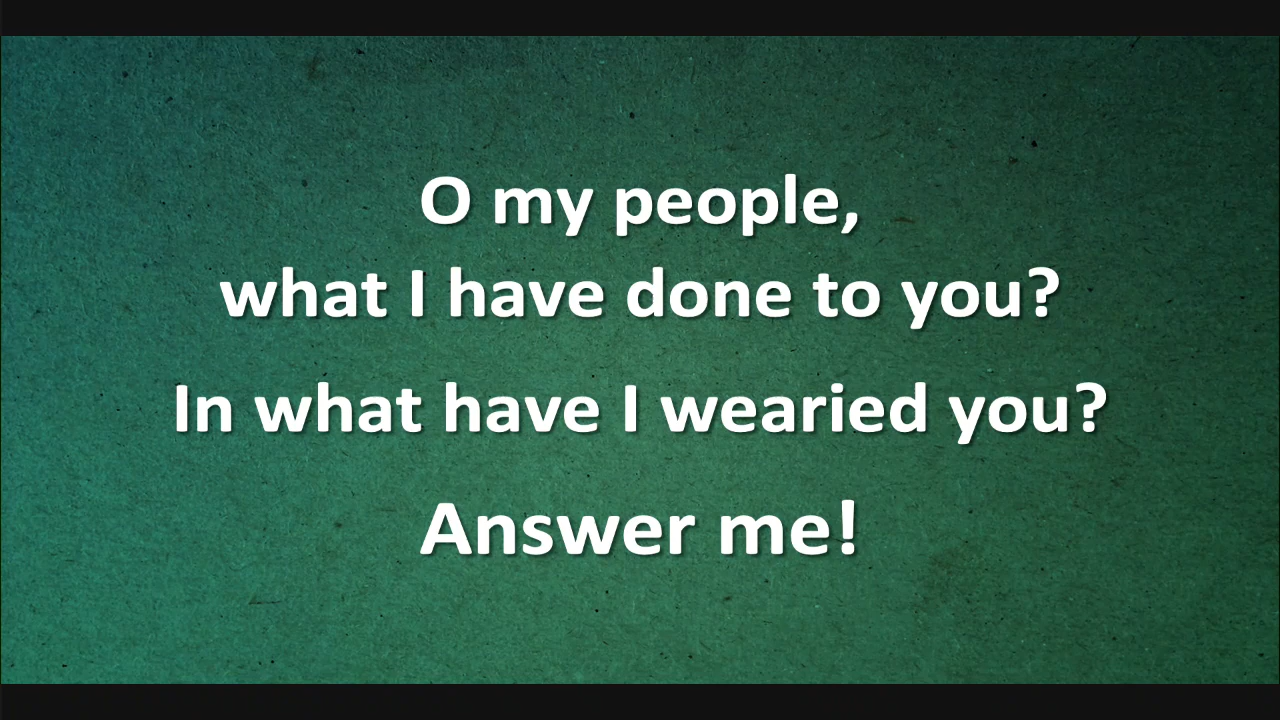 O my people,
what I have done to you?
In what have I wearied you?
Answer me!